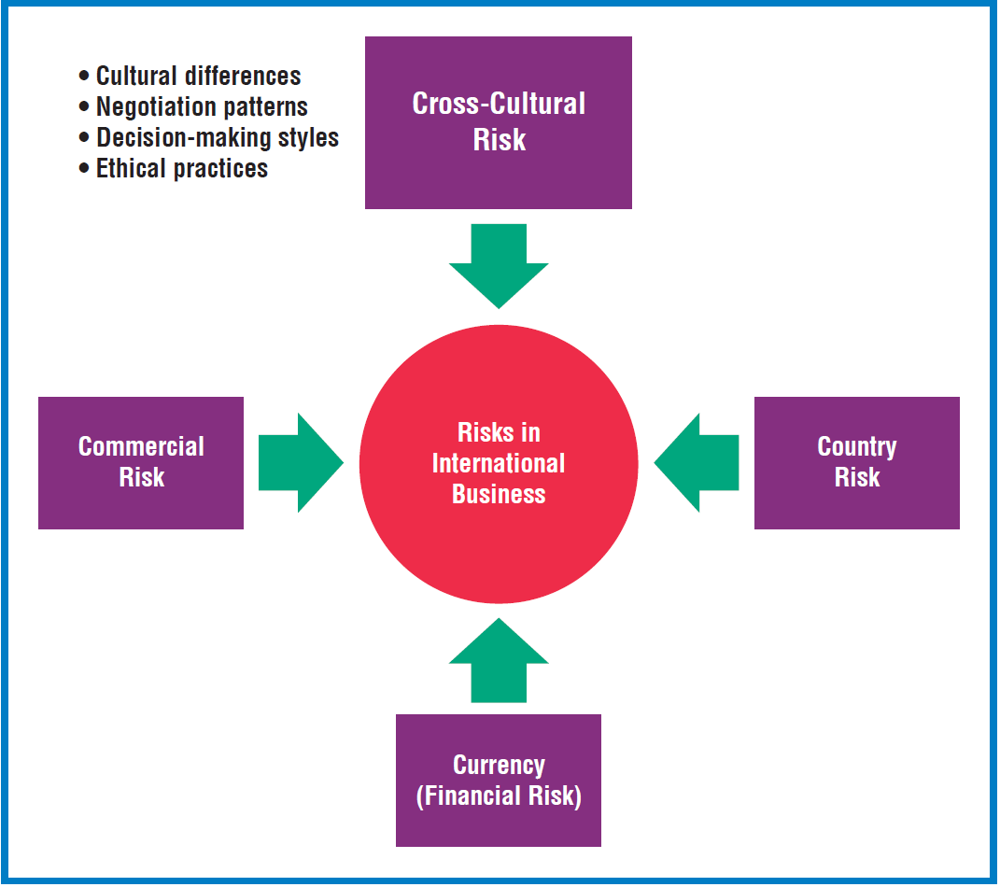 • Cultural differences
• Negotiation patterns
• Decision-making styles
• Ethical practices
Cross-Cultural
Risk
Commercial
Risk
Risks in
International
Business
Country
Risk
Currency
(Financial Risk)